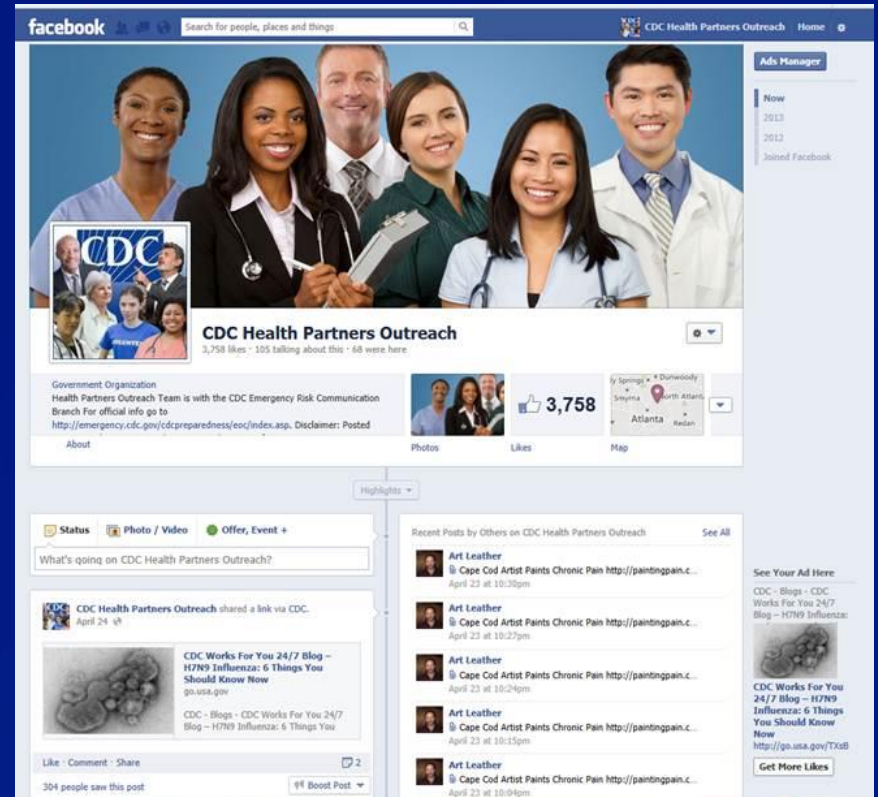 facebook
Search for people, places and things
CDC Health Partners Outreach Home
Ads Manager
Now
2013
2012
Joined Facebook
CDC
VOLUNTE
CDC Health Partners Outreach
3,758 likes · 105 talking about this · 68 were here
Government Organization
Health Partners Outreach Team is with the CDC Emergency Risk Communication
Branch For official info go to
http://emergency.cdc.gov/cdcpreparedness/eoc/index.asp. Disclaimer: Posted
About
Photos
3,758
Likes
ly Springs
Dunwoody
Smyrna
North Atlant
Atlanta
Redan
Map
Highlights
Status Photo / Video Offer, Event +
What's going on CDC Health Partners Outreach?
CDC Health Partners Outreach shared a link via CDC.
April 24
CDC Works For You 24/7 Blog –
H7N9 Influenza: 6 Things You
Should Know Now
go.usa.gov
CDC - Blogs - CDC Works For You 24/7
Blog – H7N9 Influenza: 6 Things You
Like · Comment · Share 2
304 people saw this post Boost Post
Recent Posts by Others on CDC Health Partners Outreach See All
Art Leather
Cape Cod Artist Paints Chronic Pain http://paintingpain.c...
April 23 at 10:30pm
Art Leather
Cape Cod Artist Paints Chronic Pain http://paintingpain.c...
April 23 at 10:27pm
Art Leather
Cape Cod Artist Paints Chronic Pain http://paintingpain.c...
April 23 at 10:24pm
Art Leather
Cape Cod Artist Paints Chronic Pain http://paintingpain.c...
April 23 at 10:15pm
Art Leather
Cape Cod Artist Paints Chronic Pain http://paintingpain.c...
April 23 at 10:04pm
See Your Ad Here
CDC - Blogs - CDC
Works For You 24/7
Blog – H7N9 Influenza:
CDC Works For You
24/7 Blog – H7N9
Influenza: 6 Things
You Should Know
Now
http://go.usa.gov/TXsB
Get More Likes